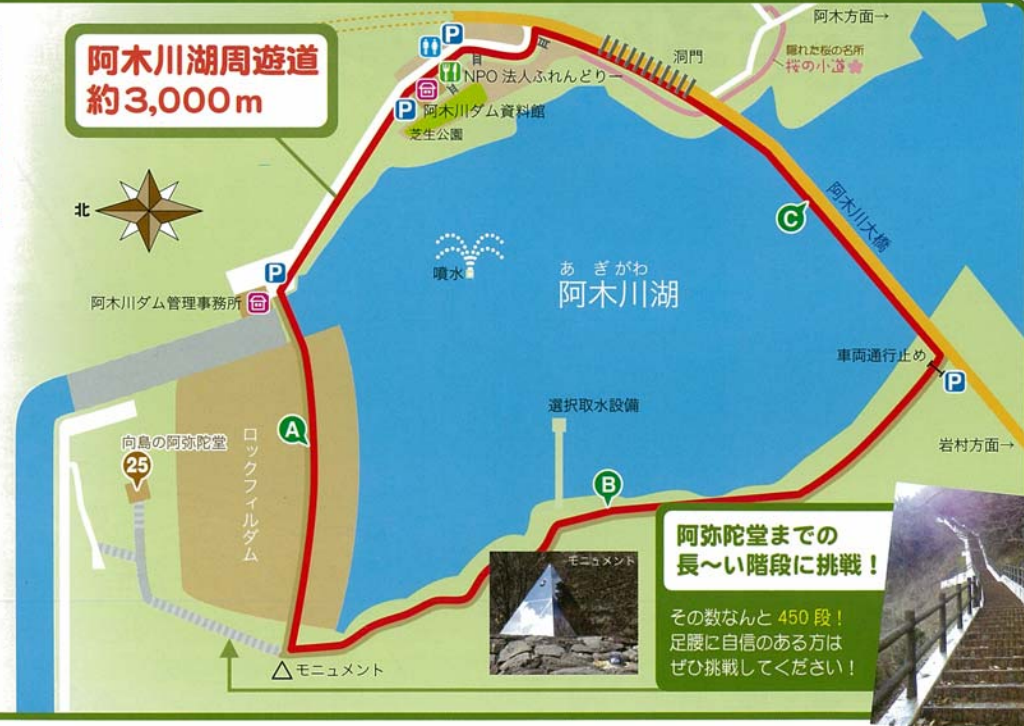 阿木川湖周遊道
約3,000m
阿木方面→
隠れた桜の名所
桜の小道
洞門
P
NPO法人ふれんどりー
P
阿木川ダム資料館
芝生公園
北
P
阿木川ダム管理事務所
噴水
あぎがわ
阿木川湖
C
阿木川大橋
車両通行止め
P
岩村方面→
選択取水設備
A
B
向島の阿弥陀堂
25
ロックフィルダム
モニュメント
モニュメント
阿弥陀堂までの
長～い階段に挑戦！
その数なんと450段！
足腰に自信のある方は
ぜひ挑戦してください！